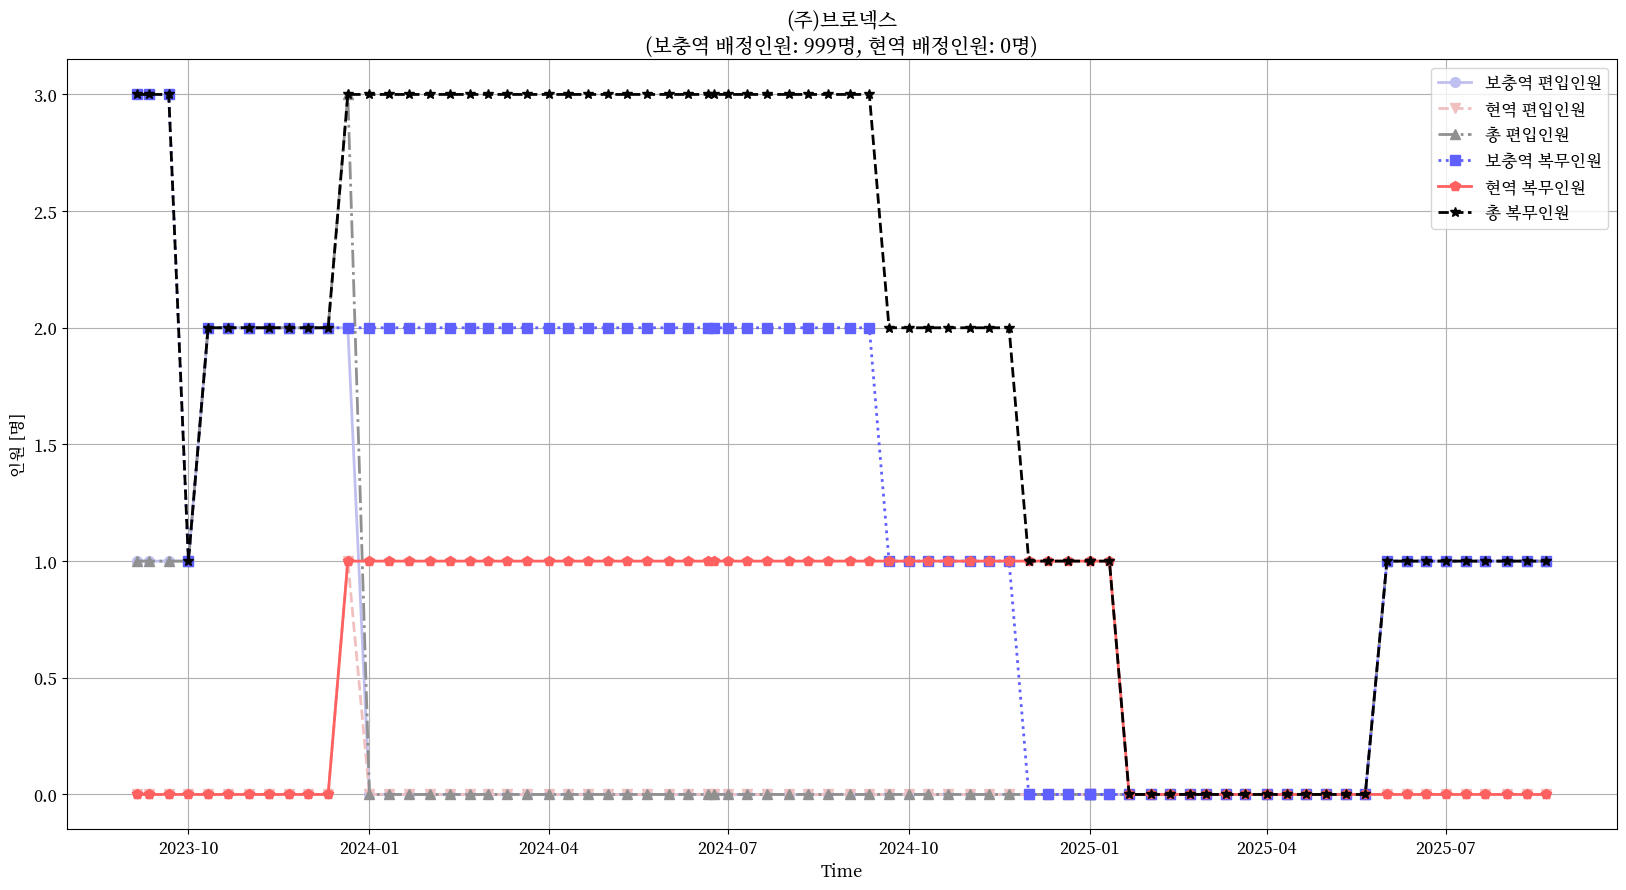 (주)브로넥스
(보충역 배정인원: 999명, 현역 배정인원: 0명)
보충역 편입인원
현역 편입인원
총 편입인원
보충역 복무인원
현역 복무인원
총 복무인원
인원 [명]
3.0
2.5
2.0
1.5
1.0
0.5
0.0
2023-10 2024-01 2024-04 2024-07 2024-10 2025-01 2025-04 2025-07
Time